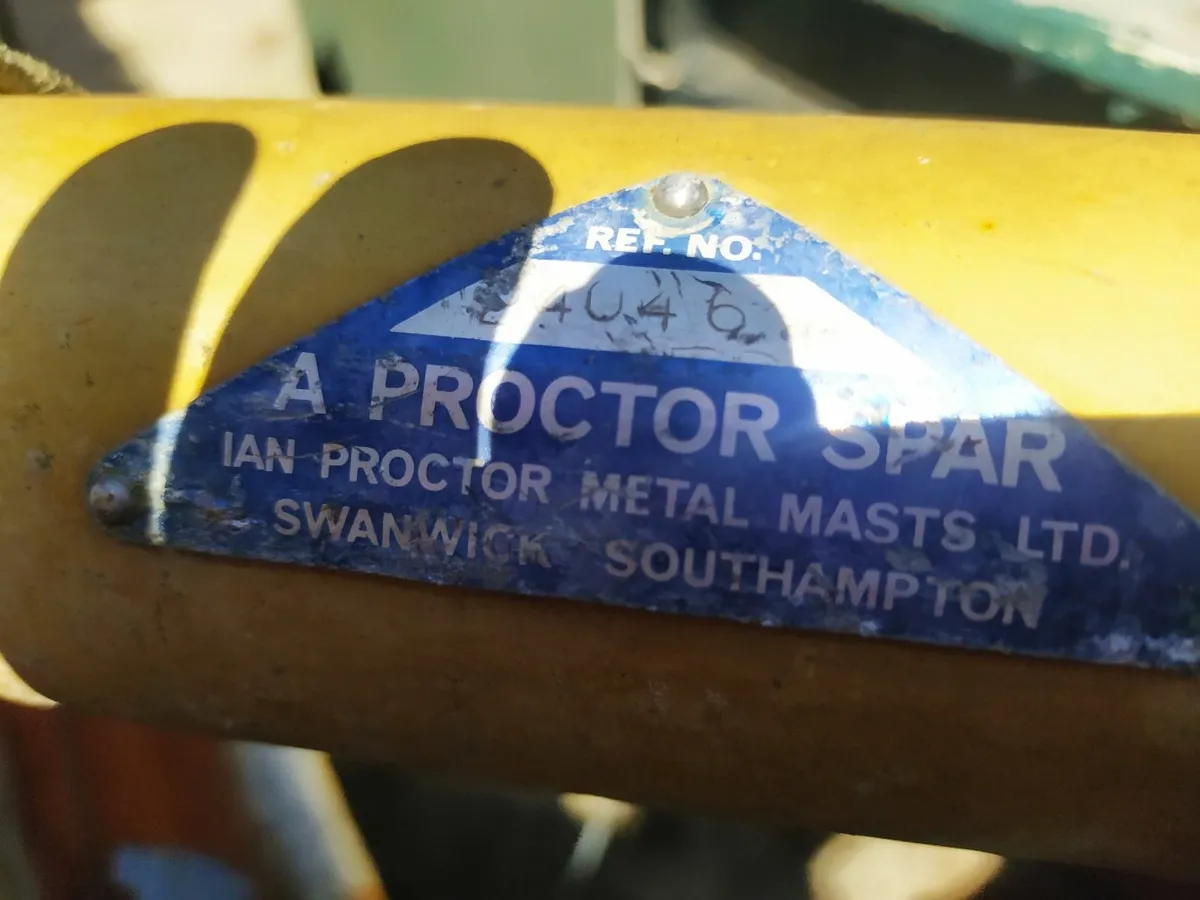 REF. NO.
A PROCTOR SPAR
IAN PROCTOR METAL MASTS LTD.
SWANWICK SOUTHAMPTON